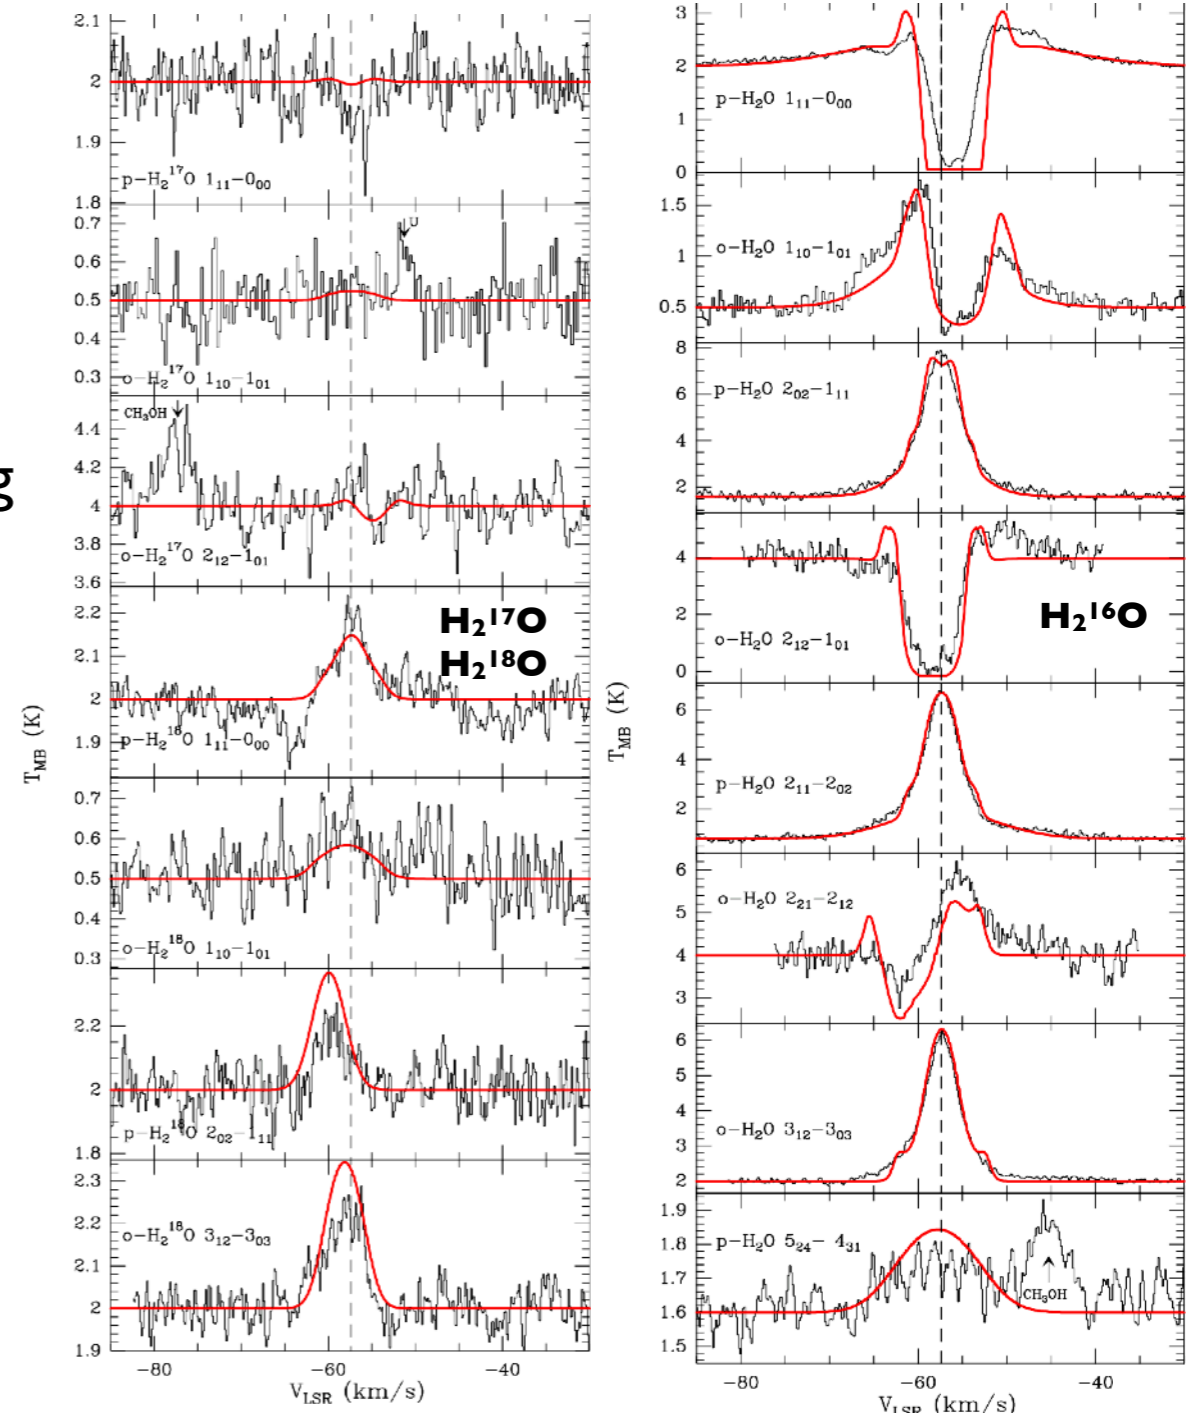 g
2.1
2
1.9
1.8
p-H₂¹⁷O 1₁₁-0₀₀
0.7
0.6
0.5
0.4
0.3
U
o-H₂¹⁷O 1₁₀-1₀₁
4.4
4.2
4
3.8
3.6
CH₃OH
o-H₂¹⁷O 2₁₂-1₀₁
2.2
2.1
2
1.9
H₂¹⁷O
H₂¹⁸O
p-H₂¹⁸O 1₁₁-0₀₀
0.7
0.6
0.5
0.4
0.3
o-H₂¹⁸O 1₁₀-1₀₁
2.2
2
1.8
p-H₂¹⁸O 2₀₂-1₁₁
2.3
2.2
2.1
2
1.9
o-H₂¹⁸O 3₁₂-3₀₃
-80
-60
-40
V_LSR (km/s)
T_MB (K)
3
2
1
0
p-H₂O 1₁₁-0₀₀
1.5
1
0.5
o-H₂O 1₁₀-1₀₁
8
6
4
2
p-H₂O 2₀₂-1₁₁
4
2
0
o-H₂O 2₁₂-1₀₁
H₂¹⁶O
6
4
2
p-H₂O 2₁₁-2₀₂
6
5
4
3
o-H₂O 2₂₁-2₁₂
6
5
4
3
2
o-H₂O 3₁₂-3₀₃
1.9
1.8
1.7
1.6
1.5
p-H₂O 5₂₄- 4₃₁
CH₃OH
-80
-60
-40
V_LSR (km/s)
T_MB (K)